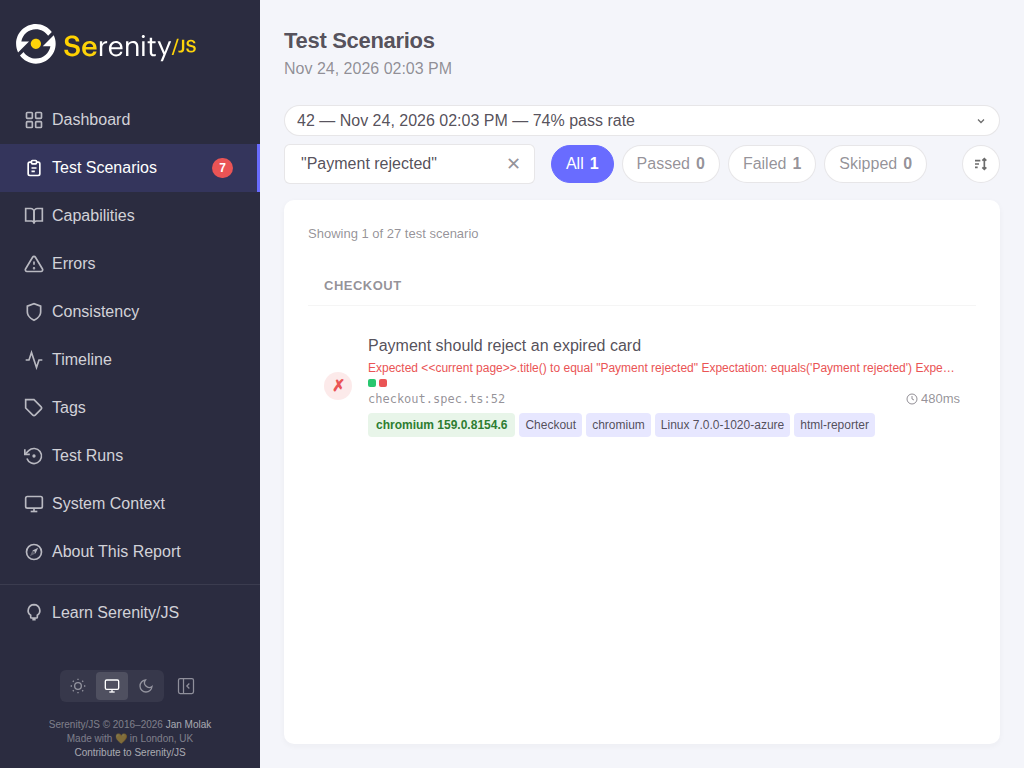 Serenity/JS
Dashboard
Test Scenarios 7
Capabilities
Errors
Consistency
Timeline
Tags
Test Runs
System Context
About This Report
Learn Serenity/JS
Serenity/JS © 2016–2026 Jan Molak
Made with 💛 in London, UK
Contribute to Serenity/JS
Test Scenarios
Nov 24, 2026 02:03 PM
42 — Nov 24, 2026 02:03 PM — 74% pass rate
"Payment rejected" ✕
All 1 Passed 0 Failed 1 Skipped 0
Showing 1 of 27 test scenario
CHECKOUT
✗ Payment should reject an expired card
Expected <<current page>>.title() to equal "Payment rejected" Expectation: equals('Payment rejected') Expe…
checkout.spec.ts:52 480ms
chromium 159.0.8154.6 Checkout chromium Linux 7.0.0-1020-azure html-reporter